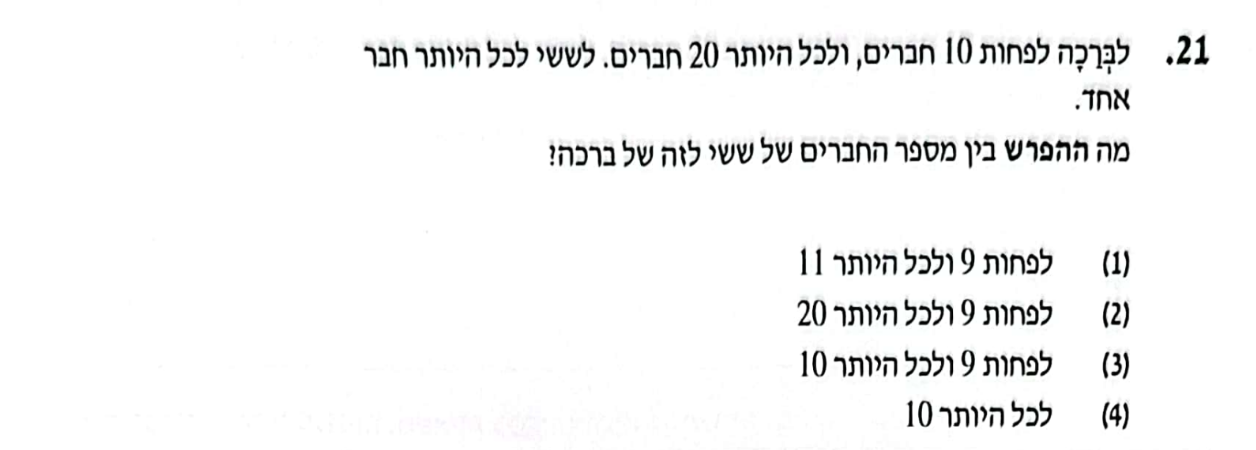 21. לבְּרָכָה לפחות 10 חברים, ולכל היותר 20 חברים. לששי לכל היותר חבר
אחד.
מה ההפרש בין מספר החברים של ששי לזה של ברכה?
(1) לפחות 9 ולכל היותר 11
(2) לפחות 9 ולכל היותר 20
(3) לפחות 9 ולכל היותר 10
(4) לכל היותר 10